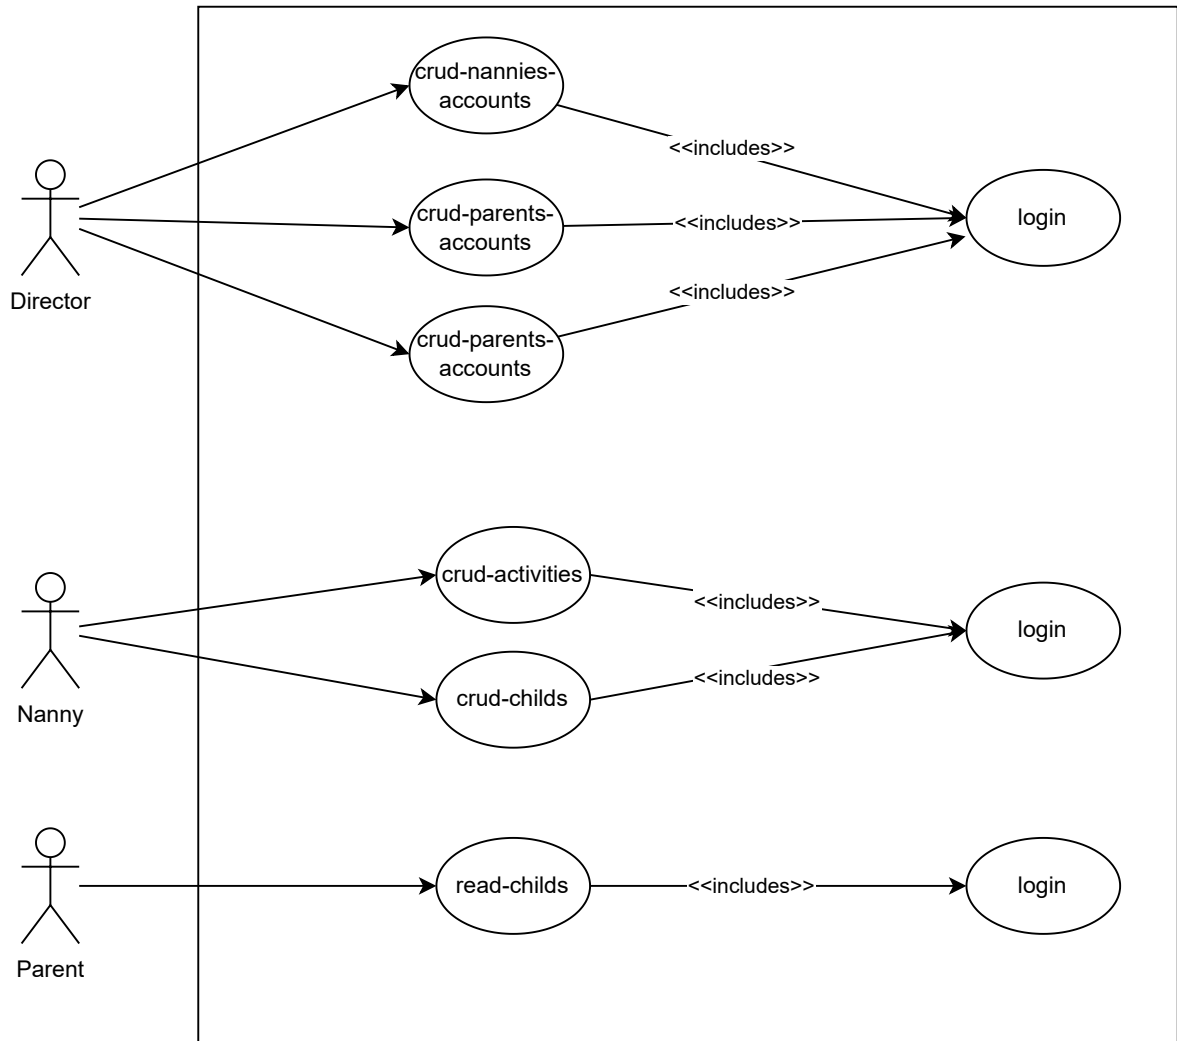 crud-nannies-
accounts
<<includes>>
crud-parents-
accounts
<<includes>>
login
Director
<<includes>>
crud-parents-
accounts
crud-activities
<<includes>>
login
<<includes>>
crud-childs
Nanny
read-childs
<<includes>>
login
Parent